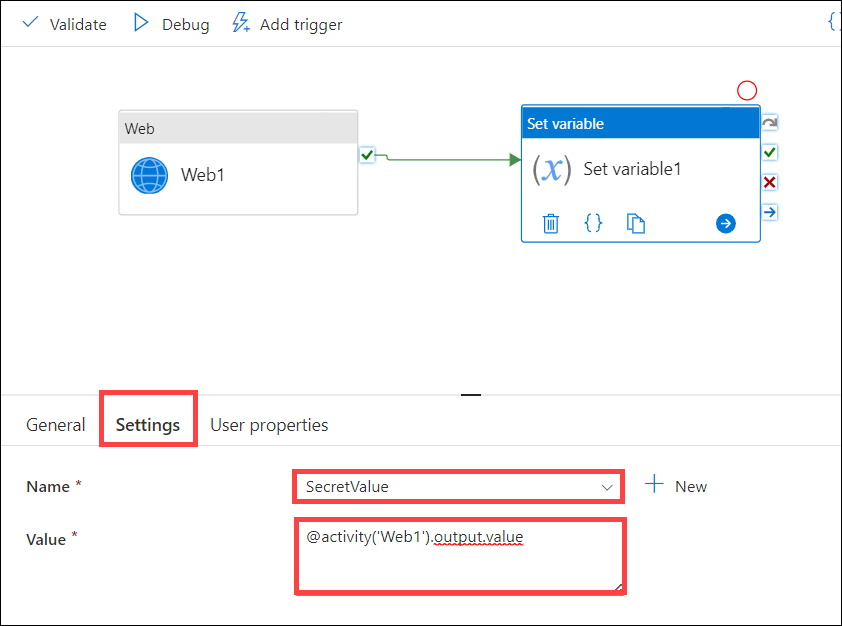 Validate Debug Add trigger
Web
Web1
Set variable
(x) Set variable1
General Settings User properties
Name * SecretValue New
Value * @activity('Web1').output.value